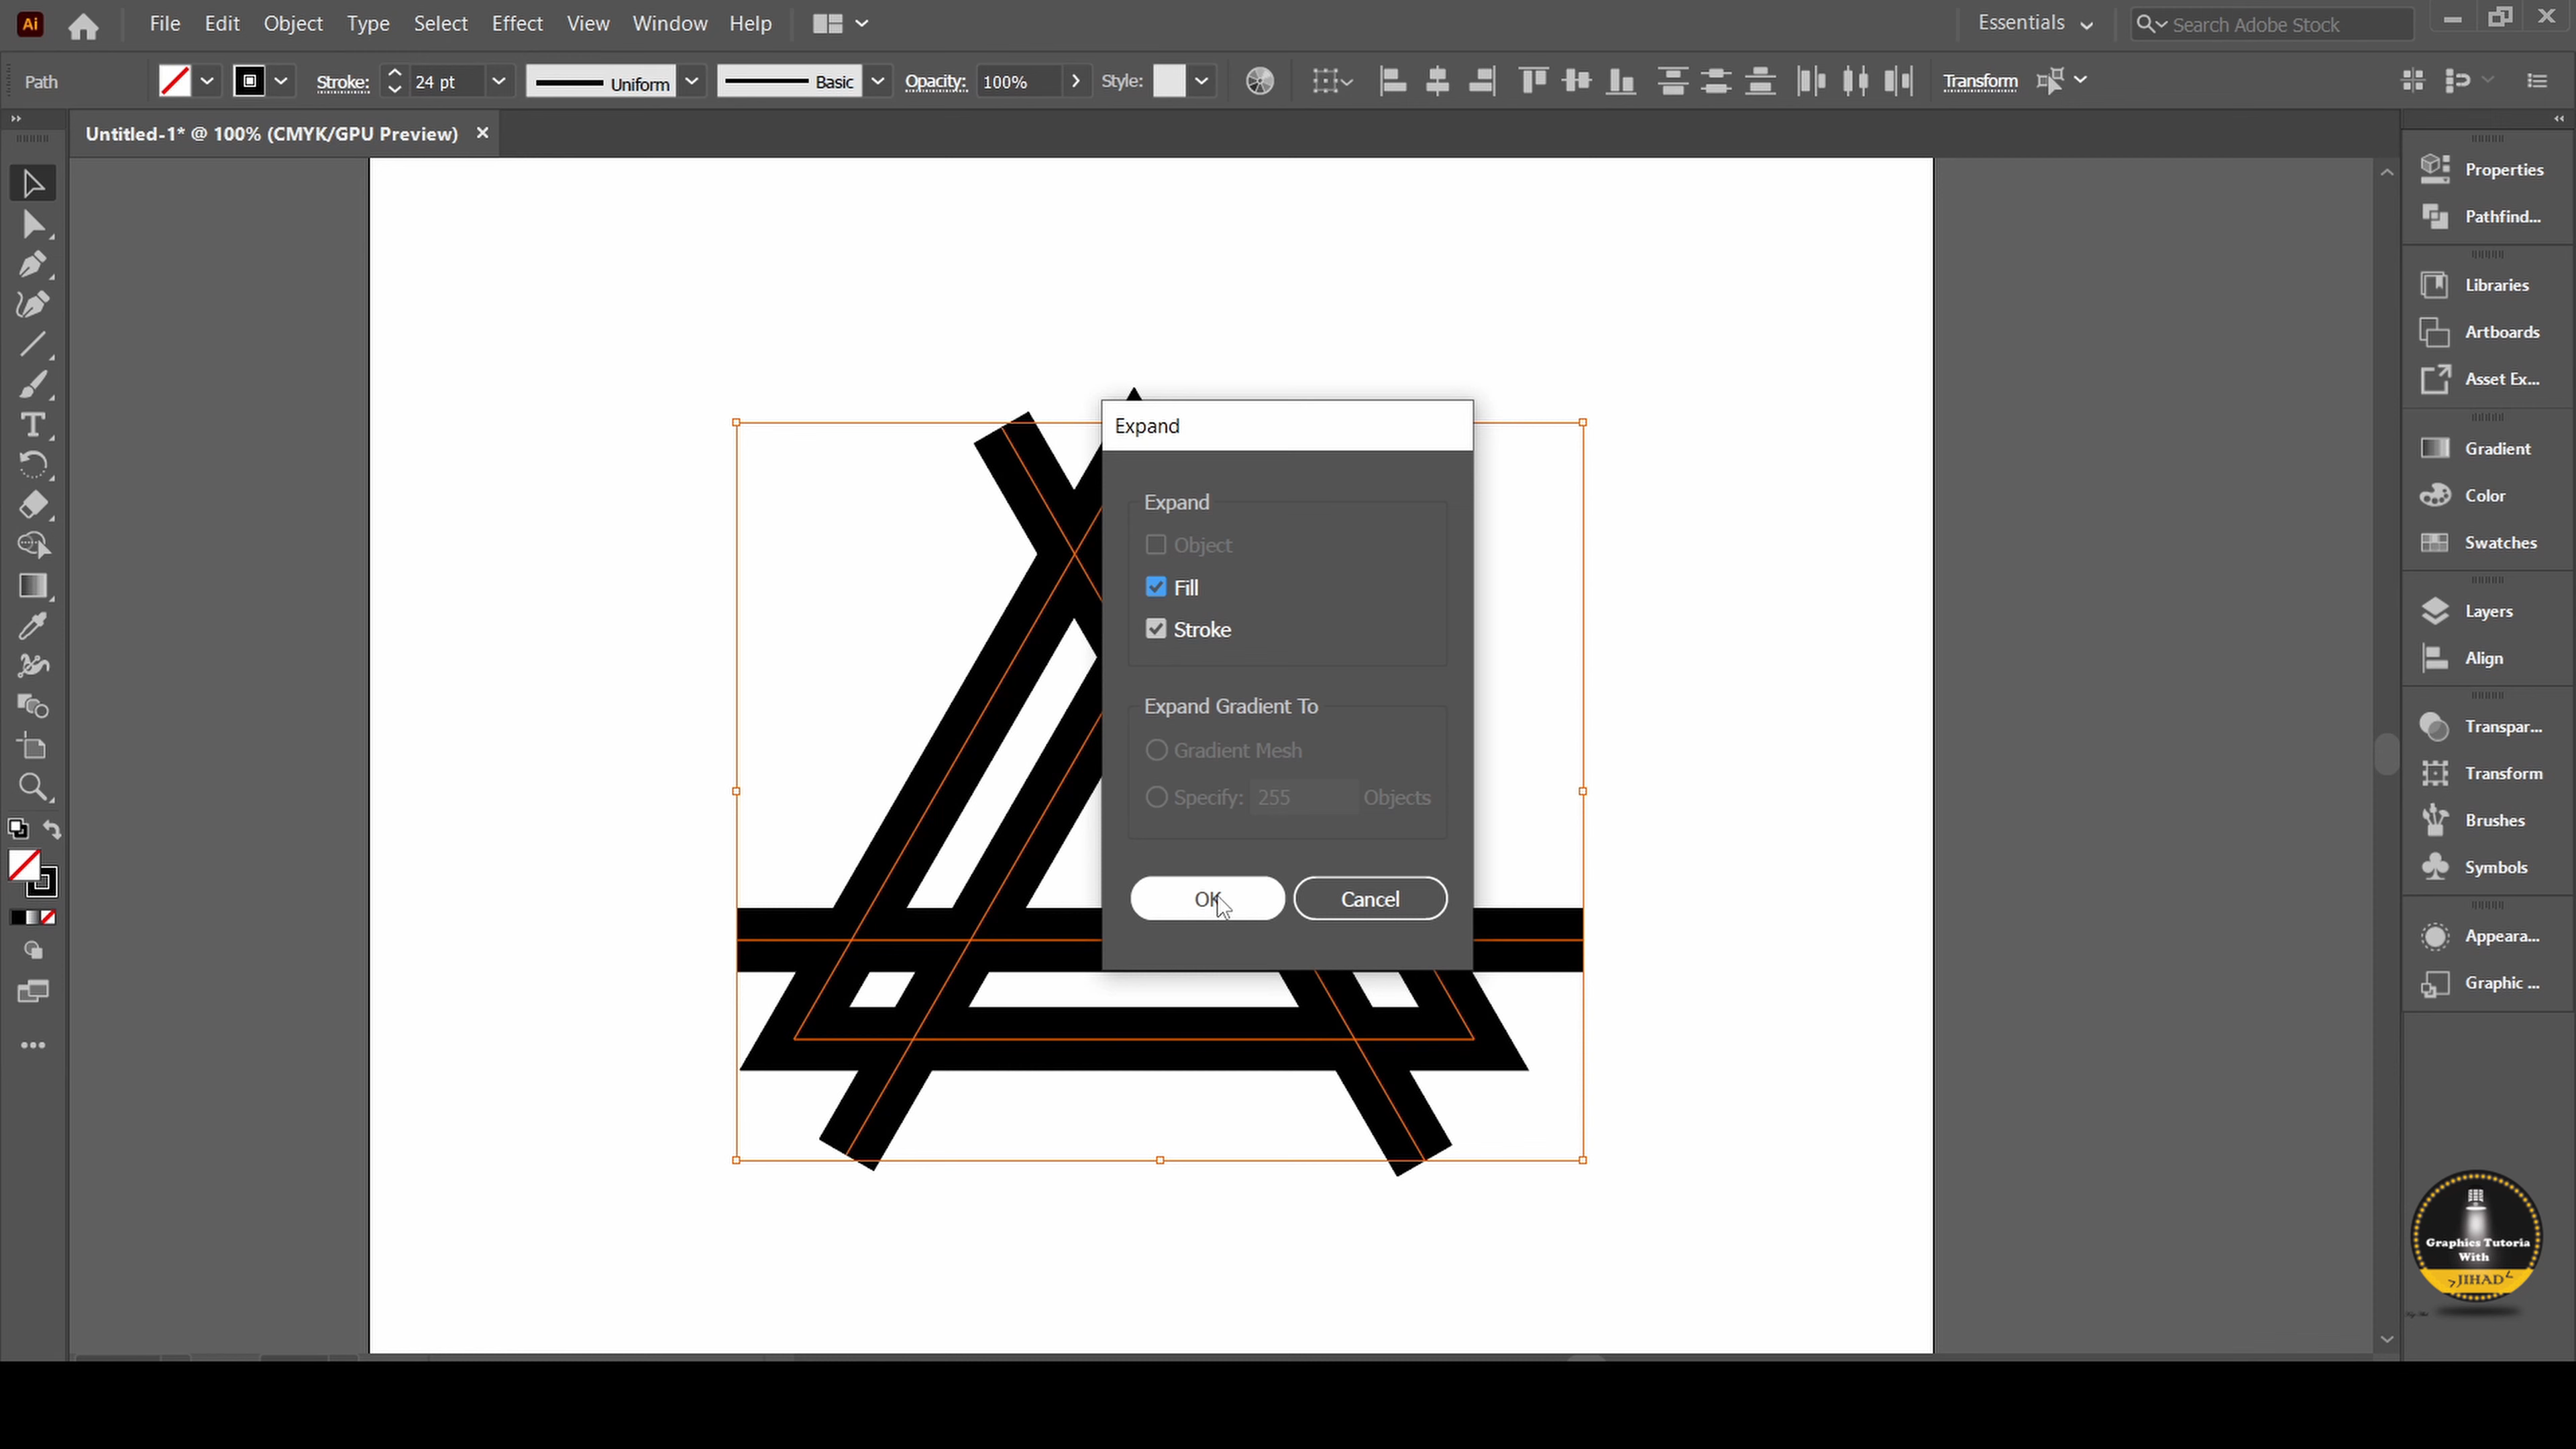 Ai File Edit Object Type Select Effect View Window Help Essentials Search Adobe Stock
Path Stroke: 24 pt Uniform Basic Opacity: 100% Style: Transform
Untitled-1* @ 100% (CMYK/GPU Preview)
Properties
Pathfind...
Libraries
Artboards
Asset Ex...
Gradient
Color
Swatches
Layers
Align
Transpar...
Transform
Brushes
Symbols
Appeara...
Graphic ...
Expand
Expand
Object
Fill
Stroke
Expand Gradient To
Gradient Mesh
Specify: 255 Objects
OK Cancel
Graphics Tutoria
With
JIHAD